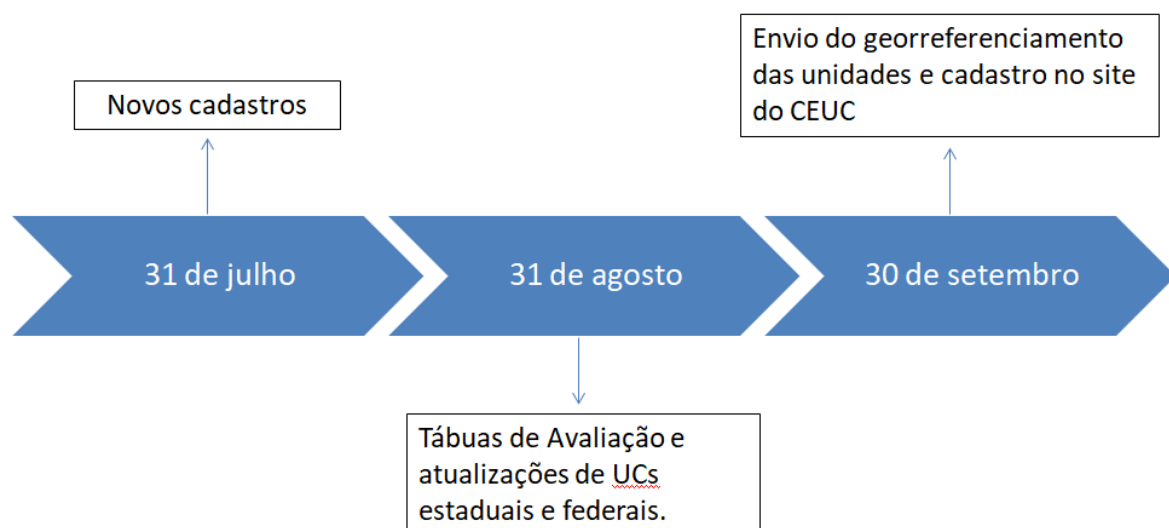 Envio do georreferenciamento
das unidades e cadastro no site
do CEUC
Novos cadastros
31 de julho
31 de agosto
30 de setembro
Tábuas de Avaliação e
atualizações de UCs
estaduais e federais.